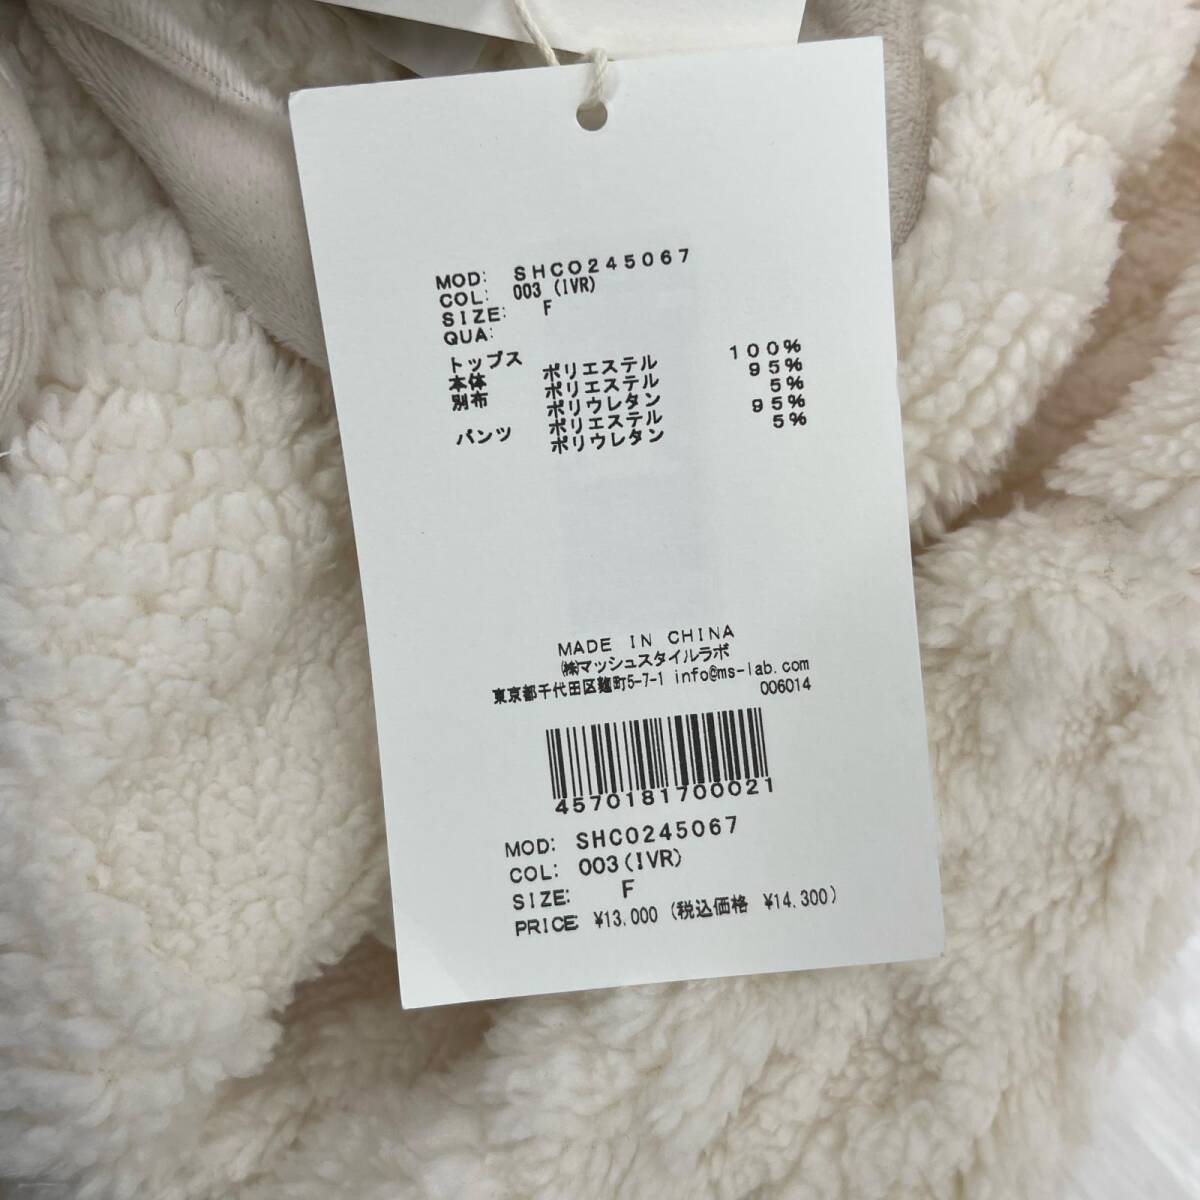 MOD: SHCO245067
COL: 003 (IVR)
SIZE: F
QUA:
トップス
本体 ポリエステル 100%
別布 ポリエステル 95%
ポリウレタン 5%
パンツ ポリエステル 95%
ポリウレタン 5%
MADE IN CHINA
㈱マッシュスタイルラボ
東京都千代田区麹町5-7-1 info@ms-lab.com
006014
4570181700021
MOD: SHCO245067
COL: 003(IVR)
SIZE: F
PRICE: ¥13,000 (税込価格 ¥14,300)